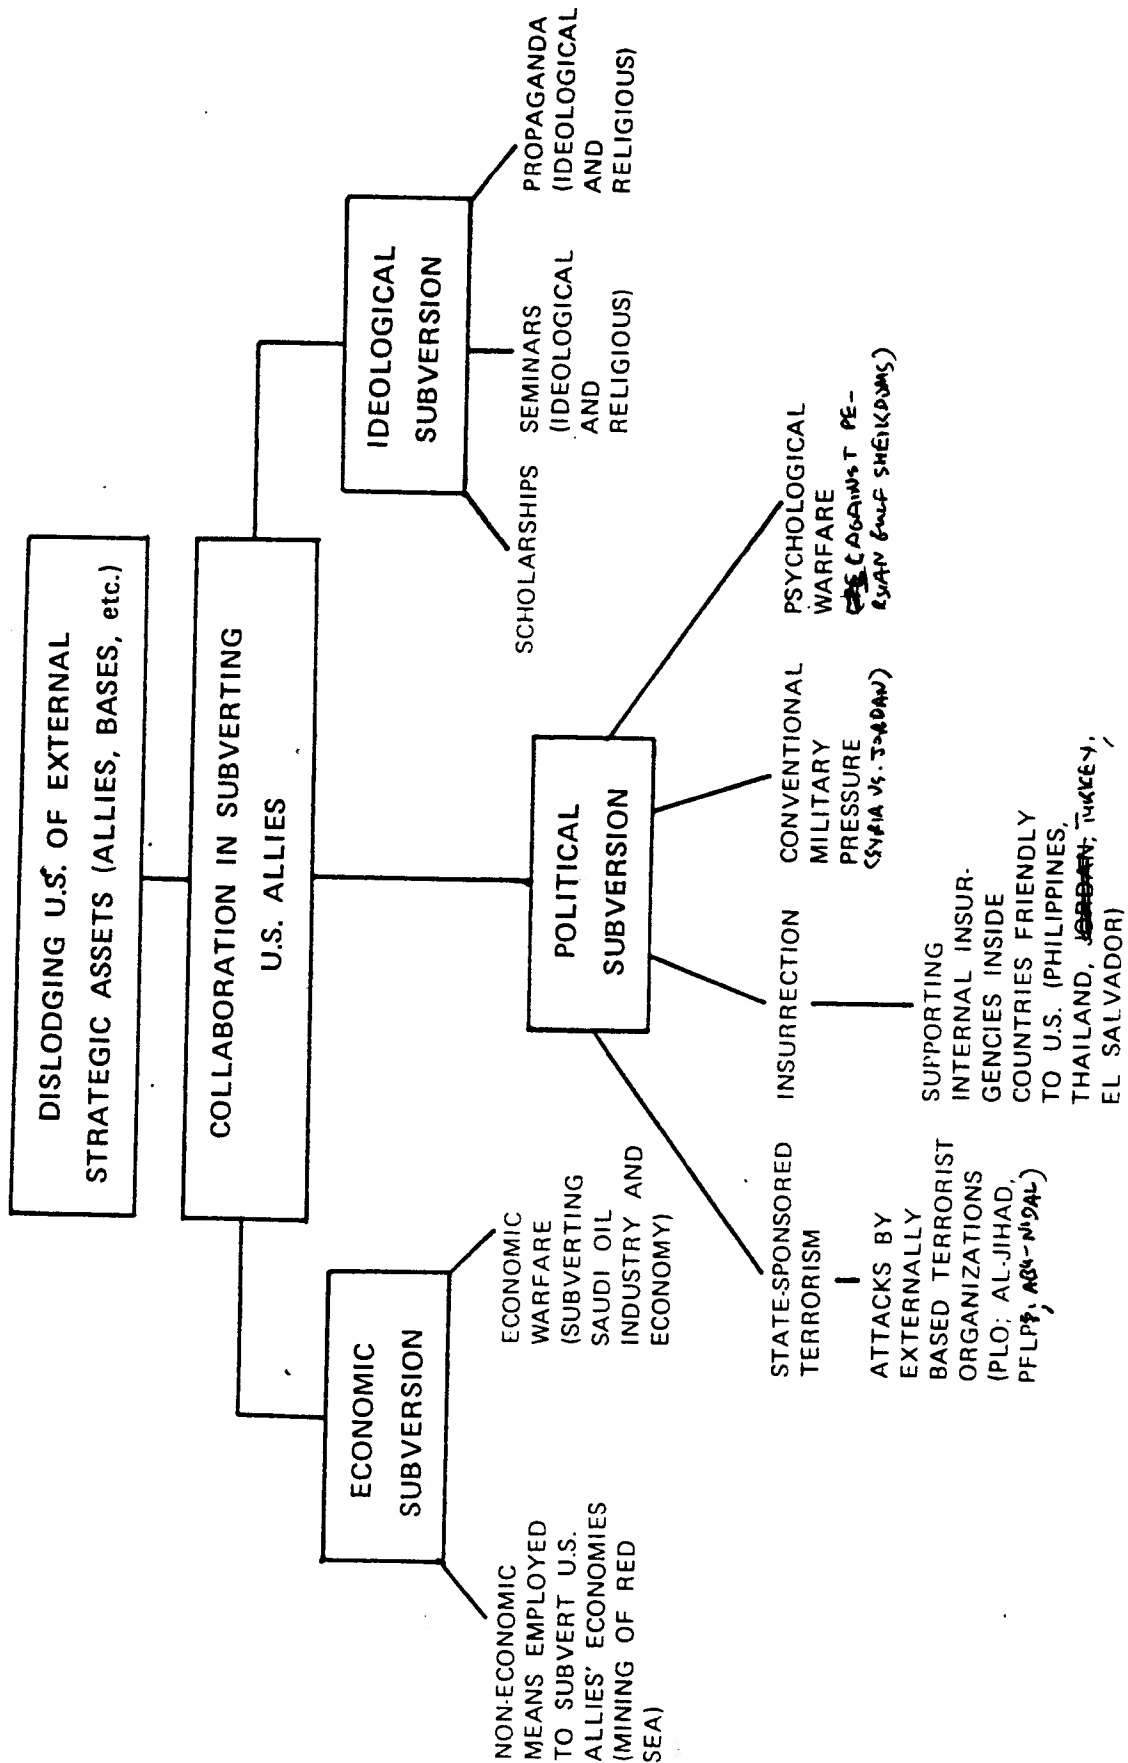 DISLODGING U.S. OF EXTERNAL
STRATEGIC ASSETS (ALLIES, BASES, etc.)
COLLABORATION IN SUBVERTING
U.S. ALLIES
ECONOMIC
SUBVERSION
NON-ECONOMIC
MEANS EMPLOYED
TO SUBVERT U.S.
ALLIES' ECONOMIES
(MINING OF RED
SEA)
ECONOMIC
WARFARE
(SUBVERTING
SAUDI OIL
INDUSTRY AND
ECONOMY)
POLITICAL
SUBVERSION
STATE-SPONSORED
TERRORISM
ATTACKS BY
EXTERNALLY
BASED TERRORIST
ORGANIZATIONS
(PLO; AL-JIHAD,
PFLP, ABU-NIDAL)
INSURRECTION
SUPPORTING
INTERNAL INSUR-
GENCIES INSIDE
COUNTRIES FRIENDLY
TO U.S. (PHILIPPINES,
THAILAND, JORDAN, TURKEY,
EL SALVADOR)
CONVENTIONAL
MILITARY
PRESSURE
(SYRIA VS. JORDAN)
PSYCHOLOGICAL
WARFARE
(AGAINST PE-
RSIAN GULF SHEIKDOMS)
IDEOLOGICAL
SUBVERSION
SCHOLARSHIPS
SEMINARS
(IDEOLOGICAL
AND
RELIGIOUS)
PROPAGANDA
(IDEOLOGICAL
AND
RELIGIOUS)